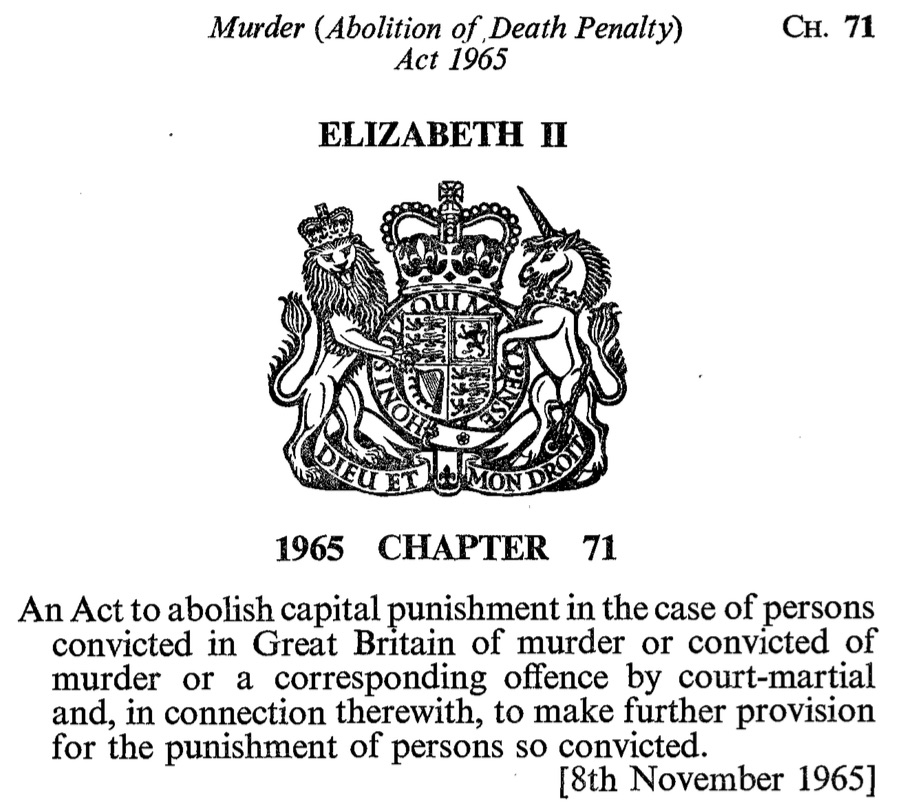 Murder (Abolition of Death Penalty) CH. 71
Act 1965
ELIZABETH II
HONI SOIT QUI MAL Y PENSE
DIEU ET MON DROIT
1965 CHAPTER 71
An Act to abolish capital punishment in the case of persons
convicted in Great Britain of murder or convicted of
murder or a corresponding offence by court-martial
and, in connection therewith, to make further provision
for the punishment of persons so convicted.
[8th November 1965]